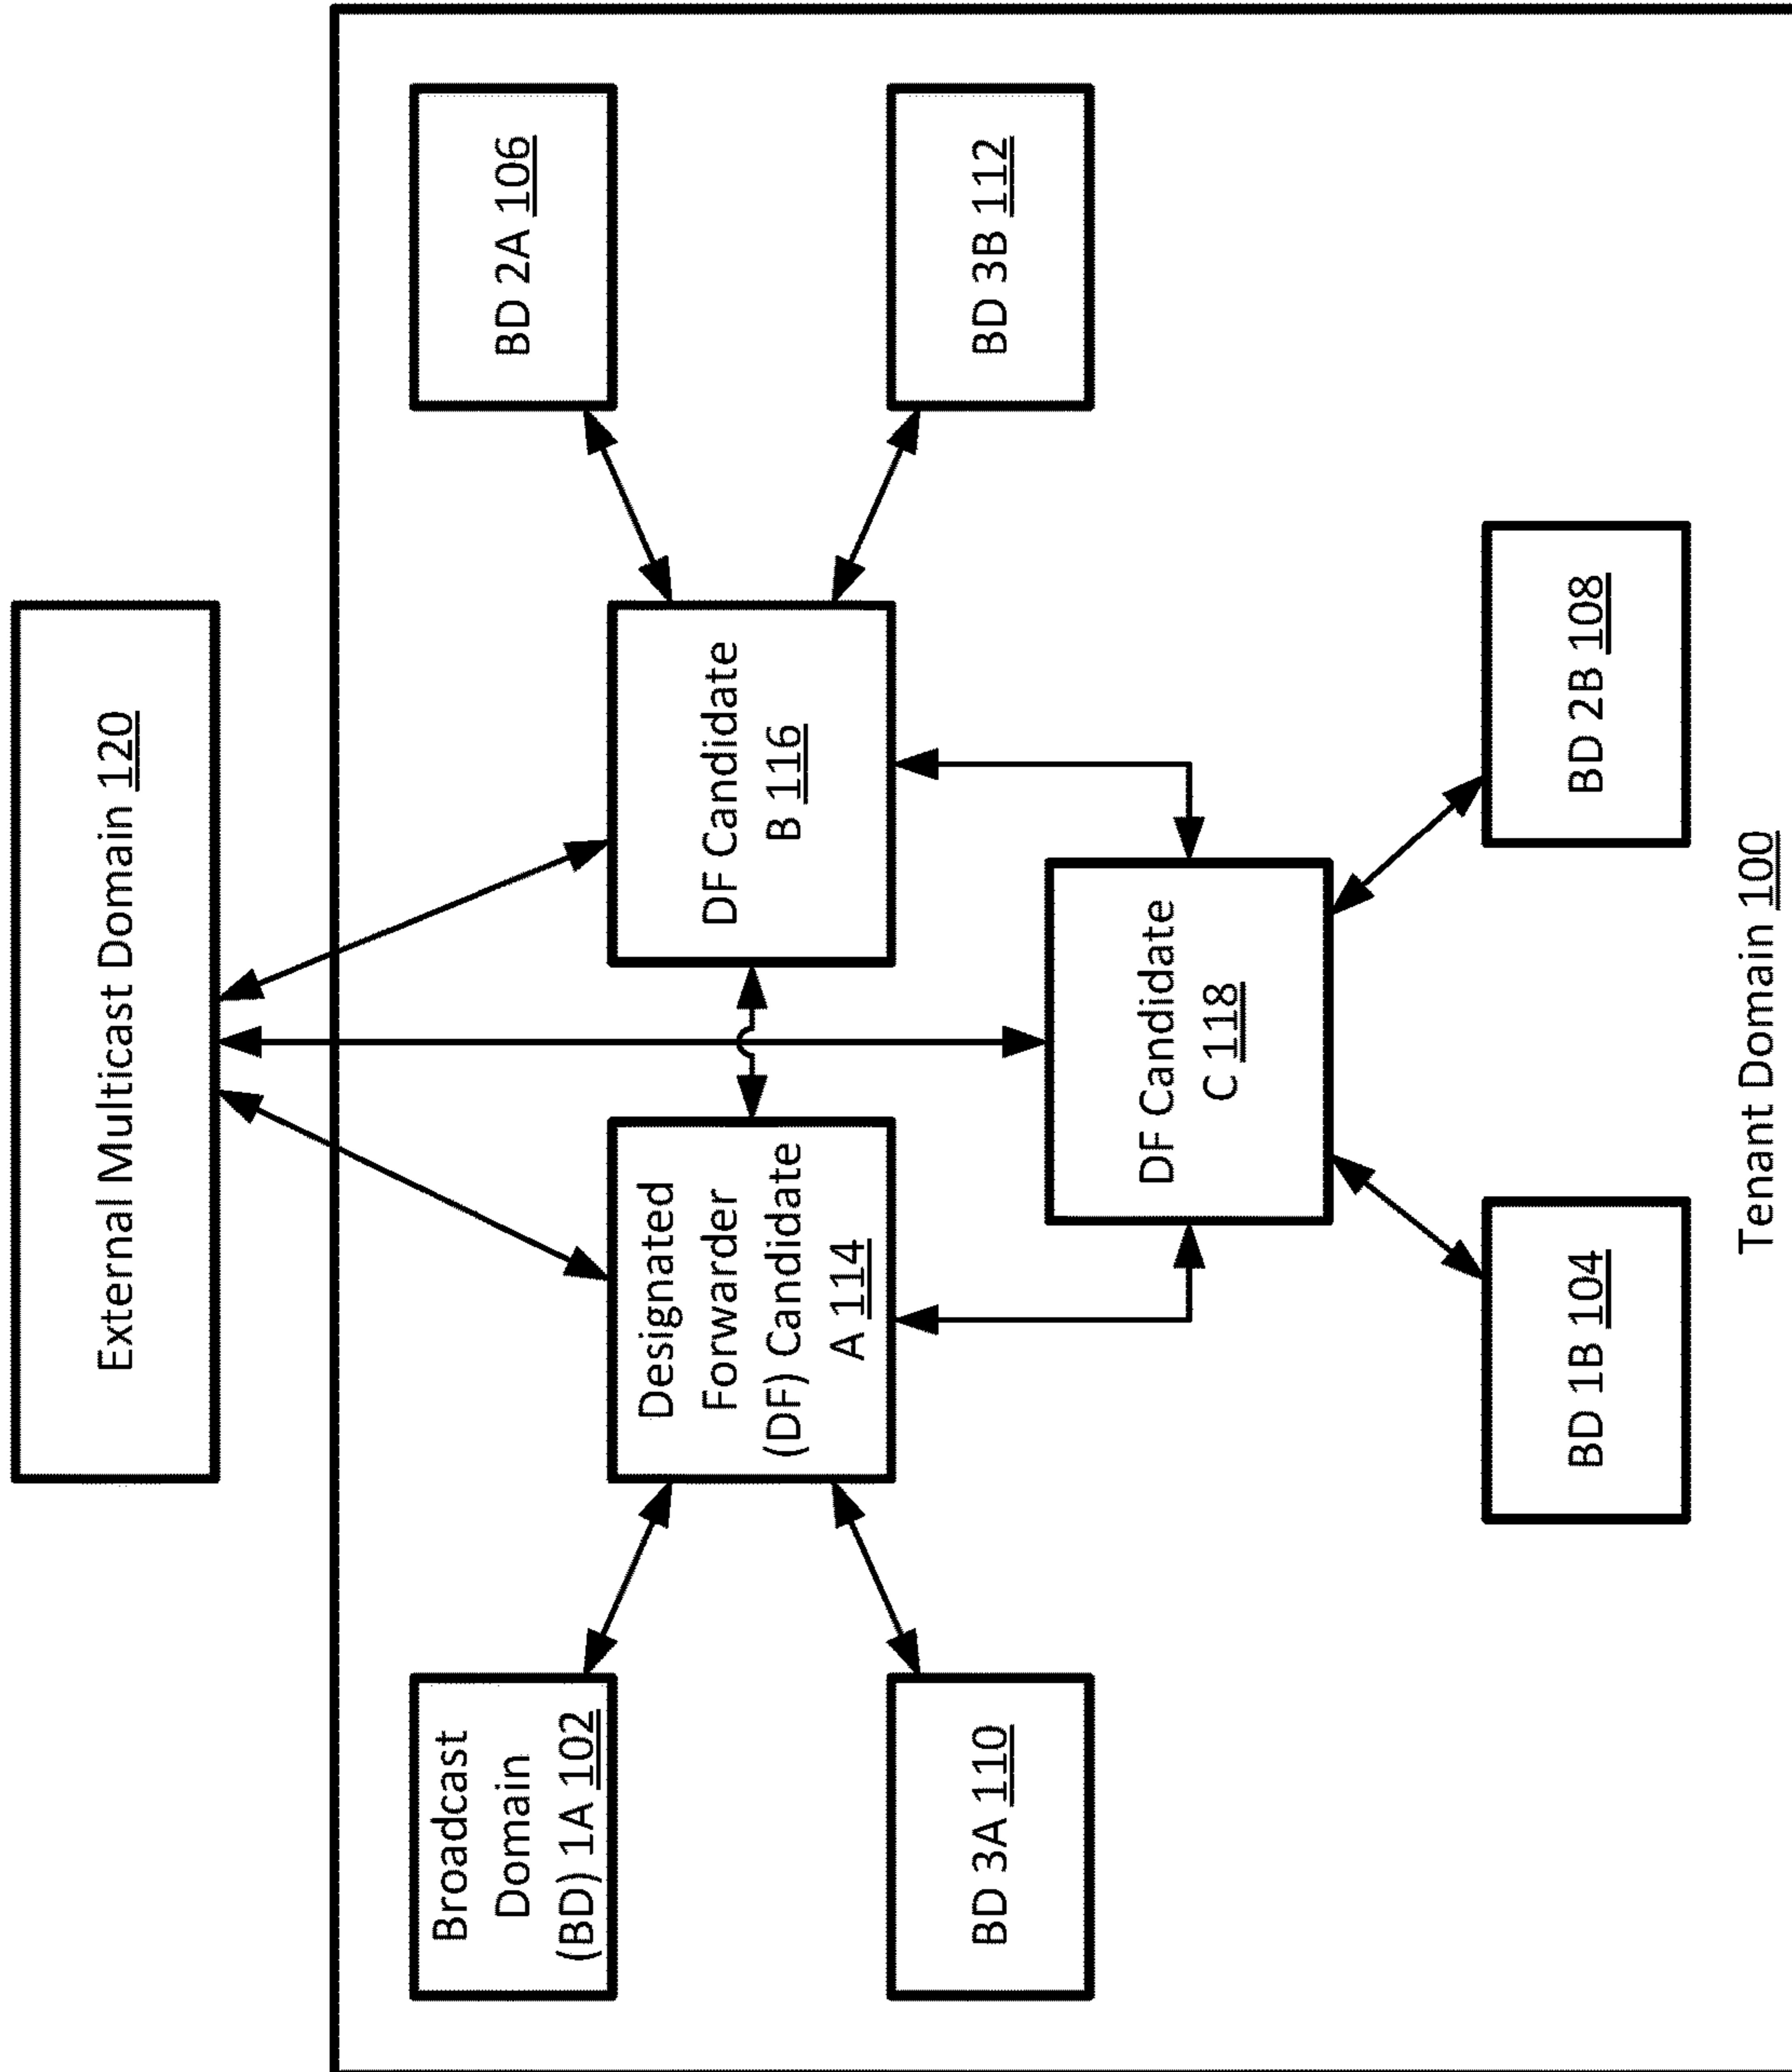 External Multicast Domain 120
Broadcast
Domain
(BD) 1A 102
BD 2A 106
Designated
Forwarder
(DF) Candidate
A 114
DF Candidate
B 116
BD 3A 110
BD 3B 112
DF Candidate
C 118
BD 1B 104
BD 2B 108
Tenant Domain 100